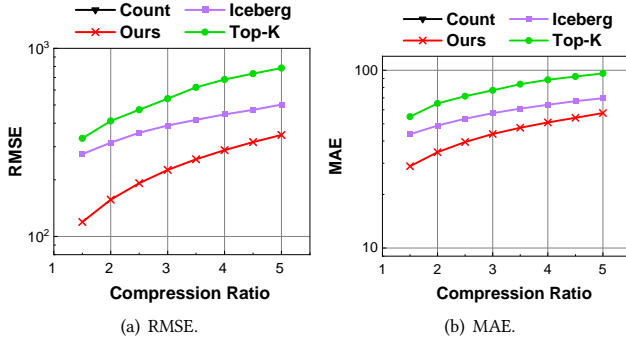 Count
Iceberg
Ours
Top-K
10³
10²
RMSE
1
2
3
4
5
Compression Ratio
(a) RMSE.
Count
Iceberg
Ours
Top-K
100
10
MAE
1
2
3
4
5
Compression Ratio
(b) MAE.